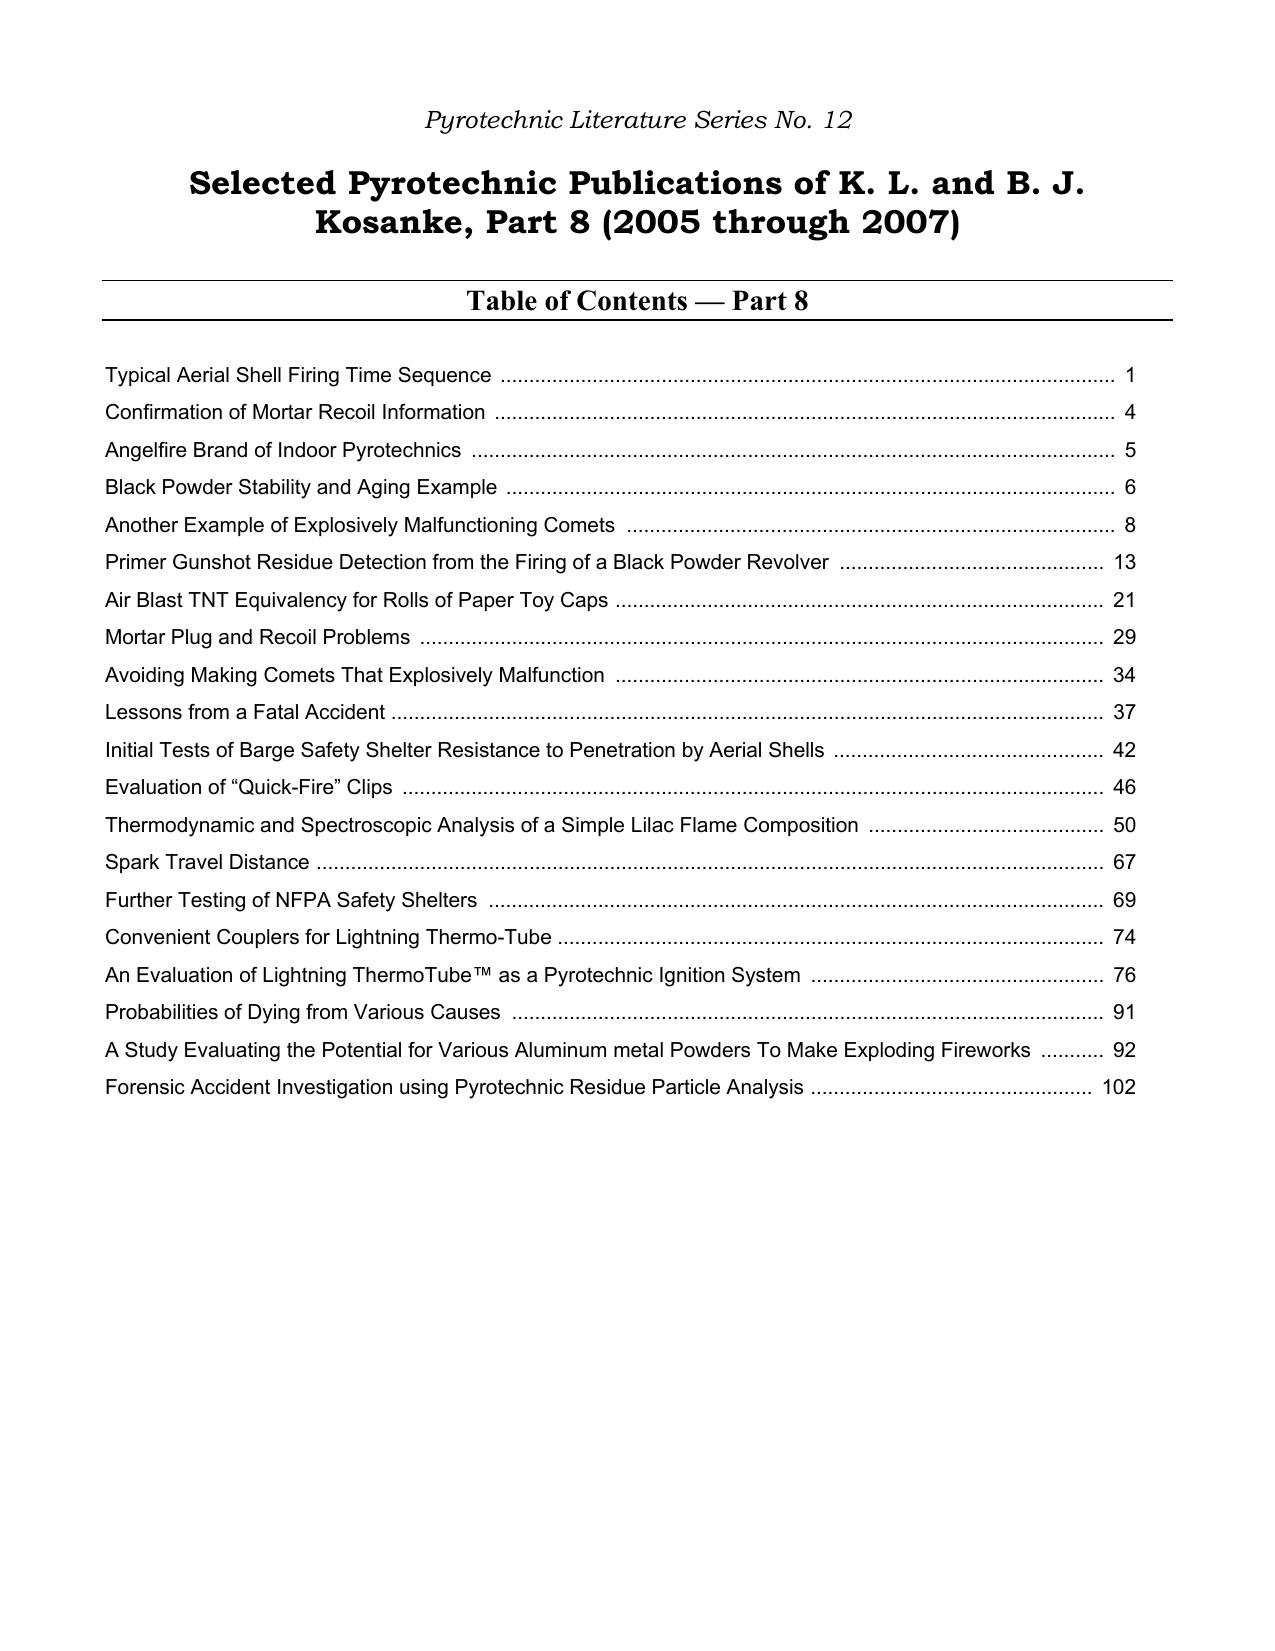 Pyrotechnic Literature Series No. 12
Selected Pyrotechnic Publications of K. L. and B. J.
Kosanke, Part 8 (2005 through 2007)
Table of Contents — Part 8
Typical Aerial Shell Firing Time Sequence .......... 1
Confirmation of Mortar Recoil Information .......... 4
Angelfire Brand of Indoor Pyrotechnics .......... 5
Black Powder Stability and Aging Example .......... 6
Another Example of Explosively Malfunctioning Comets .......... 8
Primer Gunshot Residue Detection from the Firing of a Black Powder Revolver .......... 13
Air Blast TNT Equivalency for Rolls of Paper Toy Caps .......... 21
Mortar Plug and Recoil Problems .......... 29
Avoiding Making Comets That Explosively Malfunction .......... 34
Lessons from a Fatal Accident .......... 37
Initial Tests of Barge Safety Shelter Resistance to Penetration by Aerial Shells .......... 42
Evaluation of “Quick-Fire” Clips .......... 46
Thermodynamic and Spectroscopic Analysis of a Simple Lilac Flame Composition .......... 50
Spark Travel Distance .......... 67
Further Testing of NFPA Safety Shelters .......... 69
Convenient Couplers for Lightning Thermo-Tube .......... 74
An Evaluation of Lightning ThermoTube™ as a Pyrotechnic Ignition System .......... 76
Probabilities of Dying from Various Causes .......... 91
A Study Evaluating the Potential for Various Aluminum metal Powders To Make Exploding Fireworks .......... 92
Forensic Accident Investigation using Pyrotechnic Residue Particle Analysis .......... 102